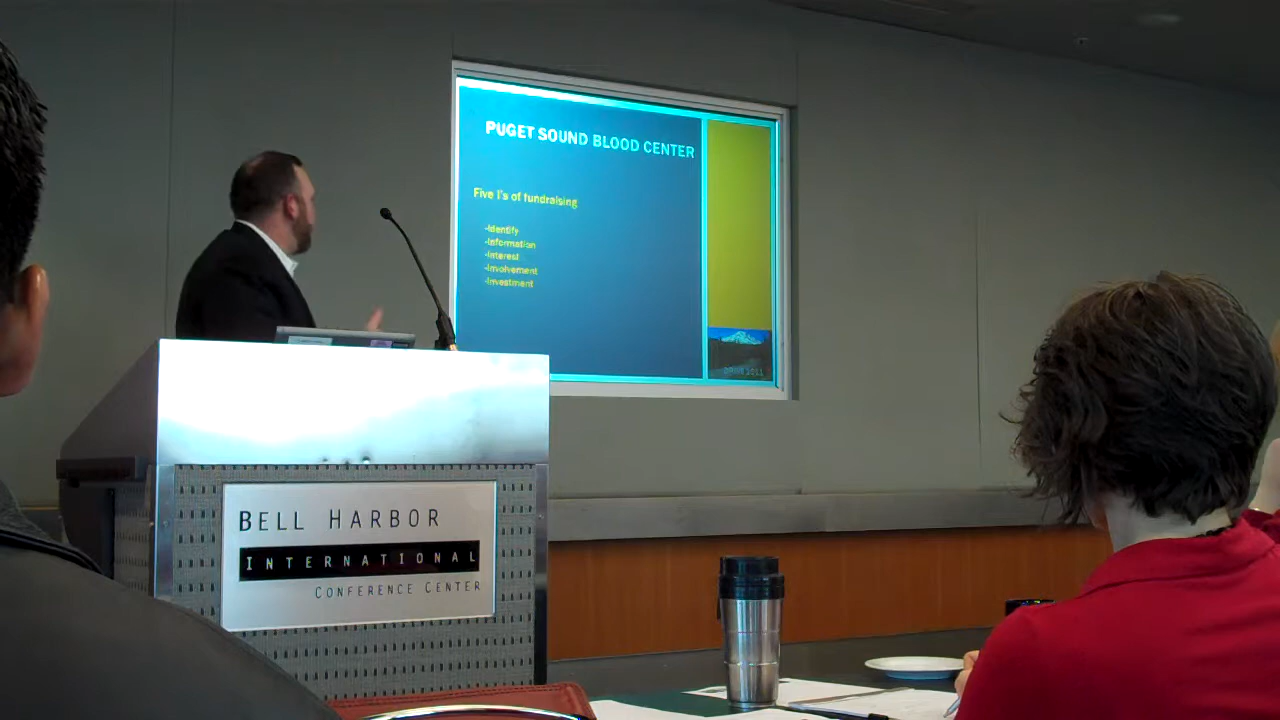 PUGET SOUND BLOOD CENTER
Five I's of fundraising
-Identify
-Information
-Interest
-Involvement
-Investment
BELL HARBOR
INTERNATIONAL
CONFERENCE CENTER